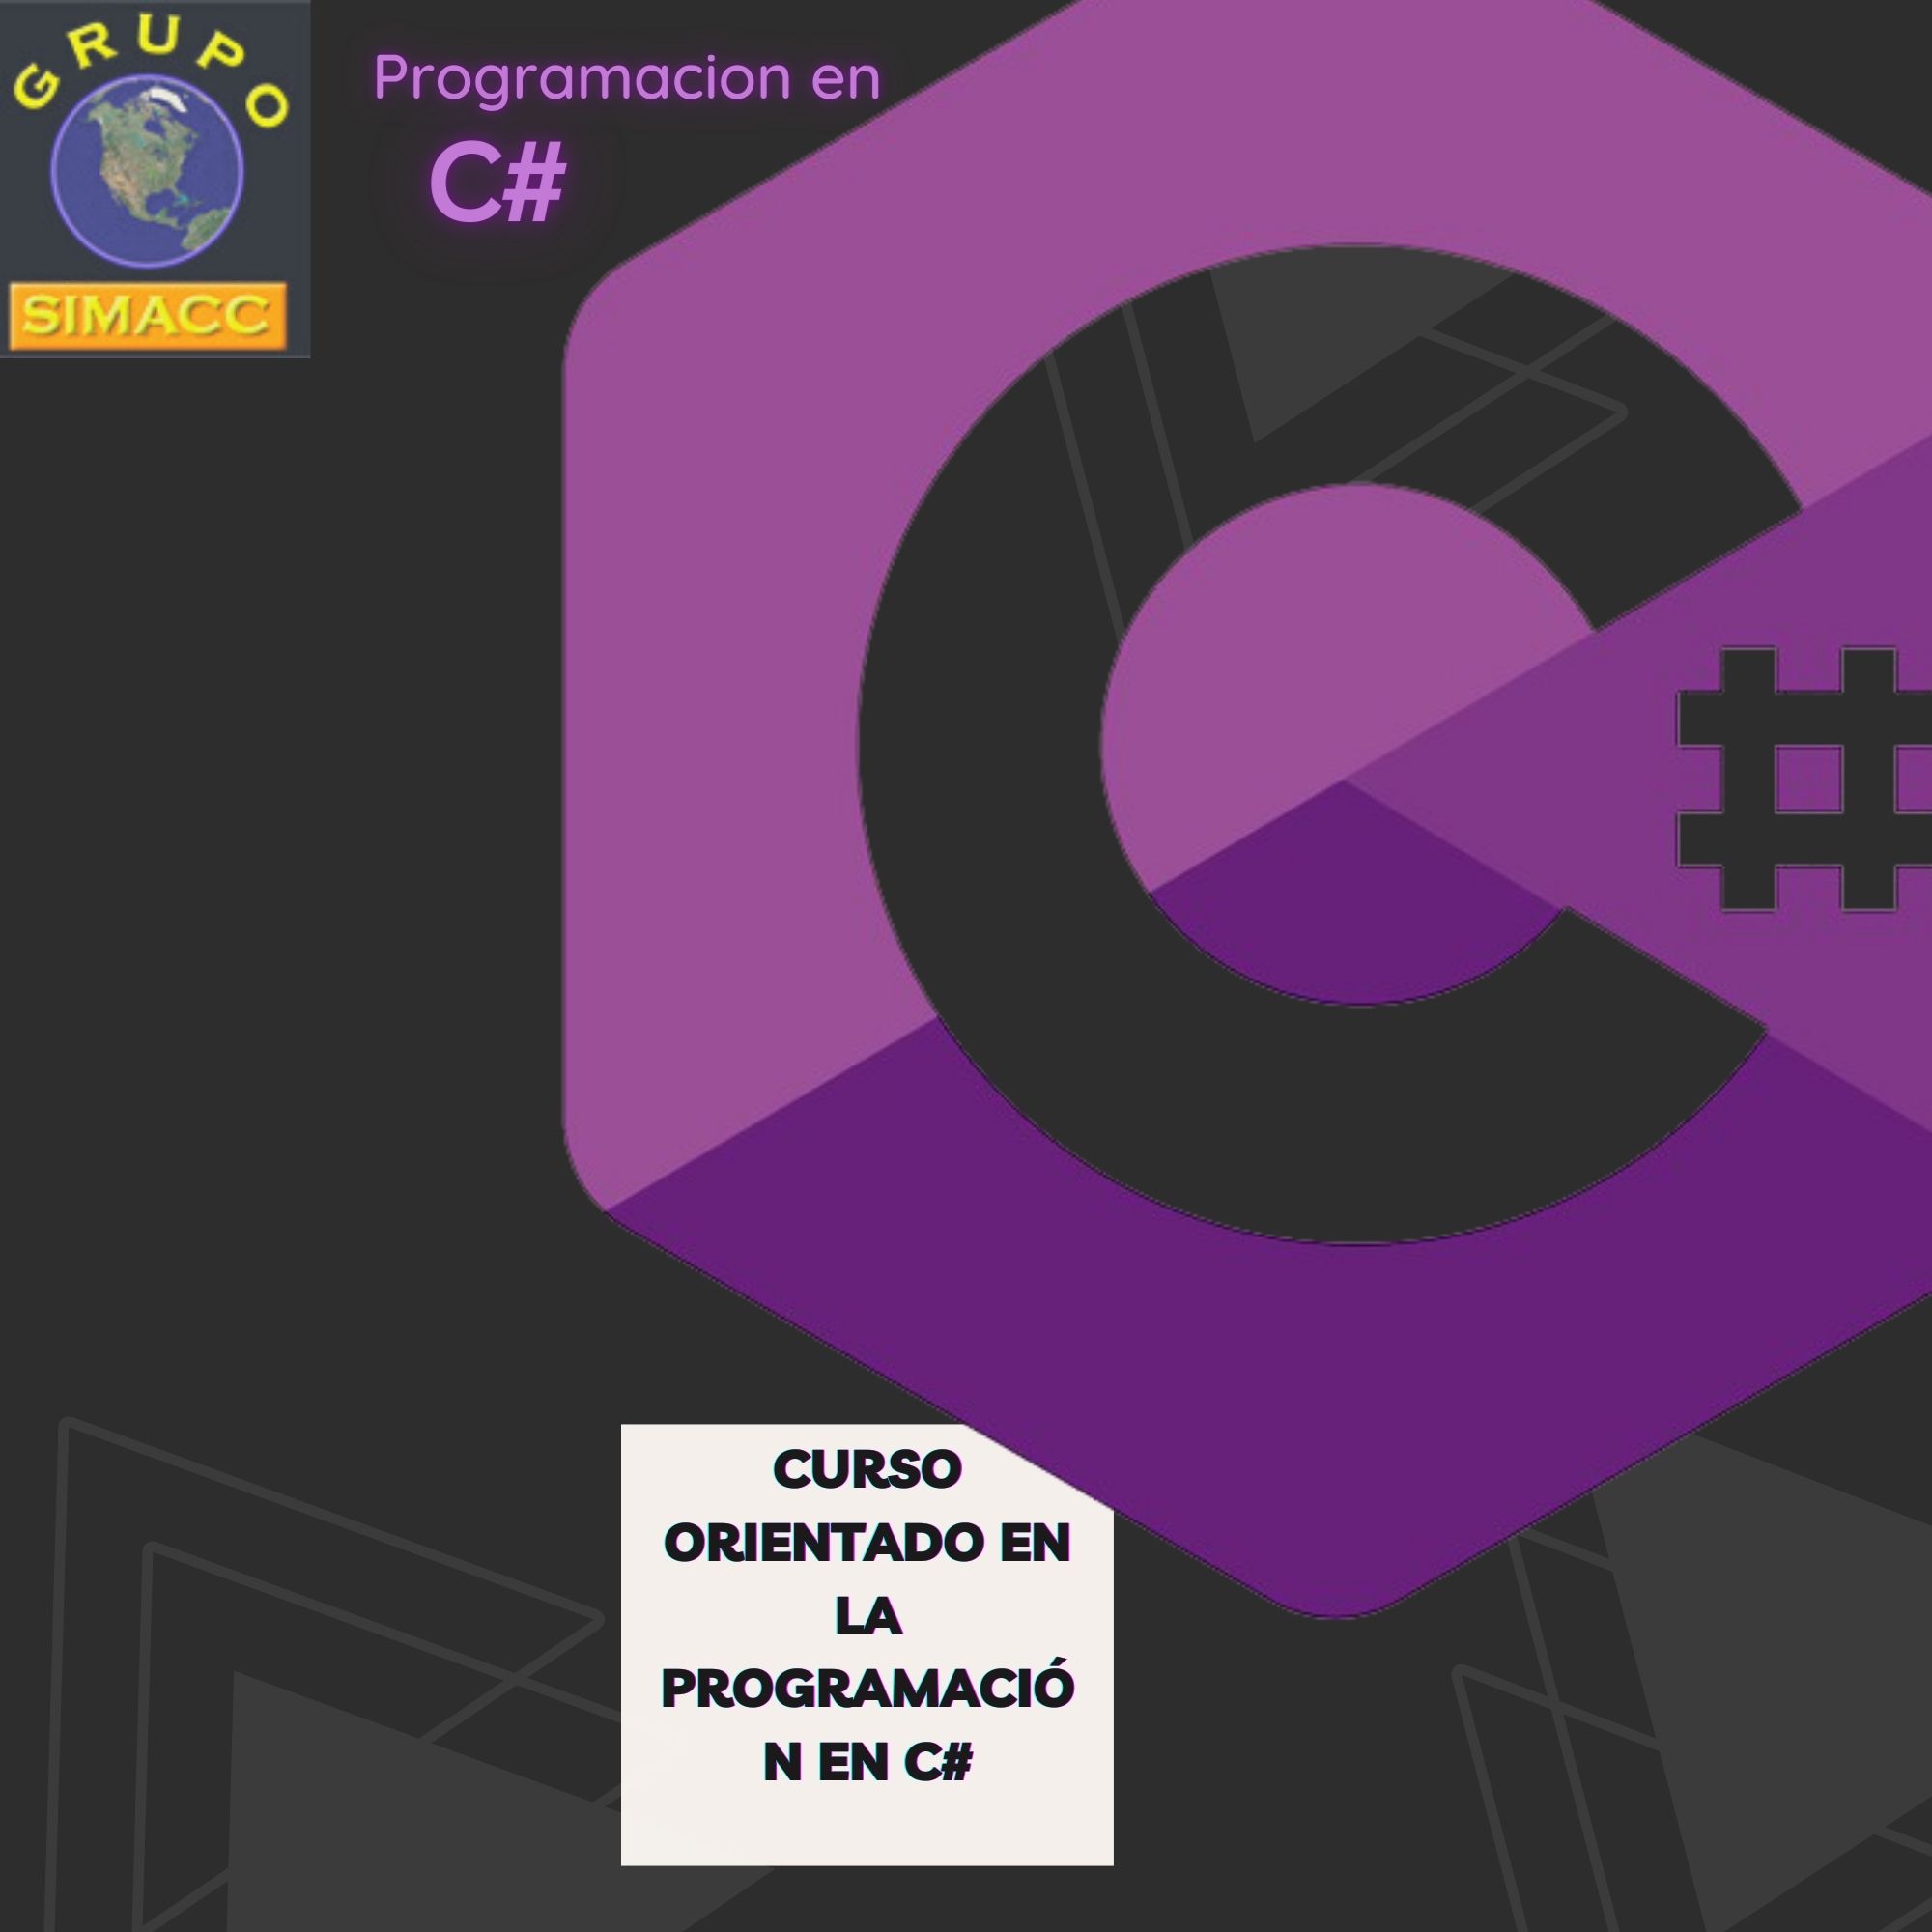 GRUPO
SIMACC
Programacion en
C#
#
CURSO
ORIENTADO EN
LA
PROGRAMACIÓ
N EN C#